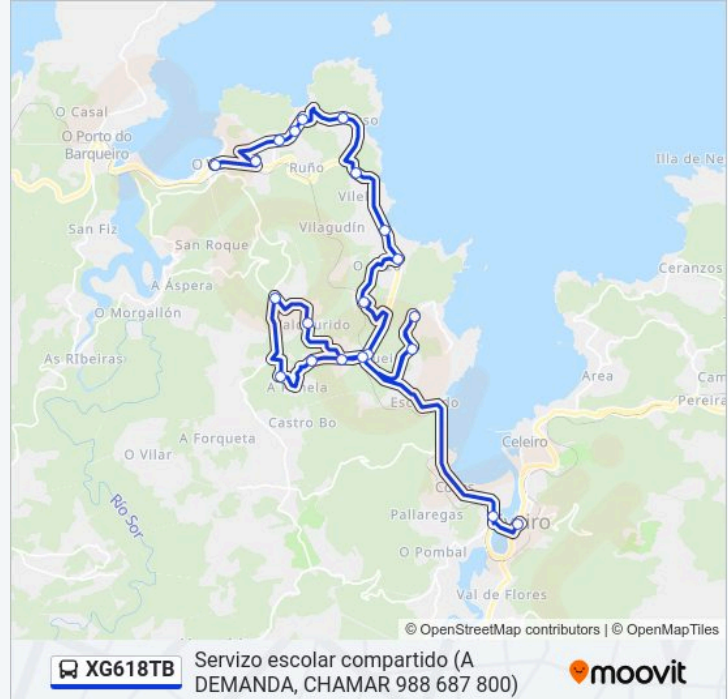 O Casal
O Porto do
Barqueiro
Ruño
Illa de Ne
San Fiz
Vilagudín
San Roque
Ceranzos
A Áspera
O Morgallón
As RIbeiras
Area
Pereira
Castro Bo
A Forqueta
Celeiro
O Vilar
Río Sor
Pallaregas
O Pombal
Val de Flores
© OpenStreetMap contributors | © OpenMapTiles
XG618TB
Servizo escolar compartido (A
DEMANDA, CHAMAR 988 687 800)
moovit